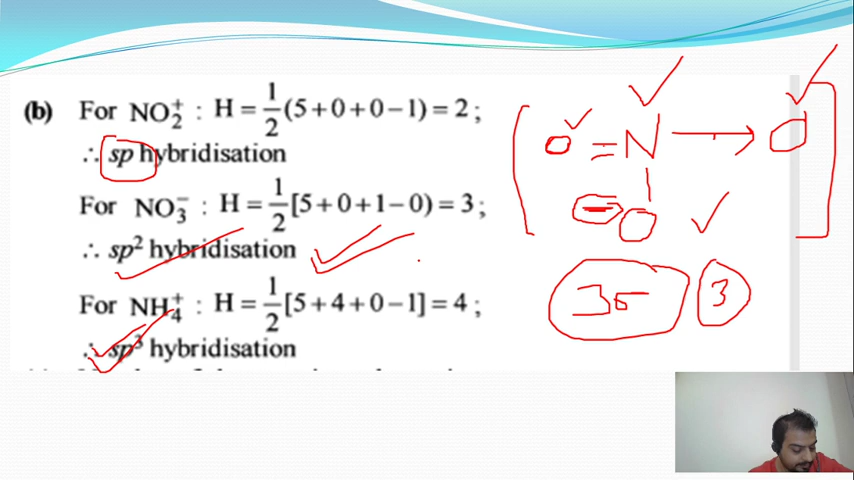 (b) For NO₂⁺ : H = 1/2 (5+0+0−1) = 2 ;
∴ sp hybridisation
For NO₃⁻ : H = 1/2 [5+0+1−0) = 3 ;
∴ sp² hybridisation
For NH₄⁺ : H = 1/2 [5+4+0−1] = 4 ;
∴ sp³ hybridisation
[ O = N → O ]
|
− O
3σ 3